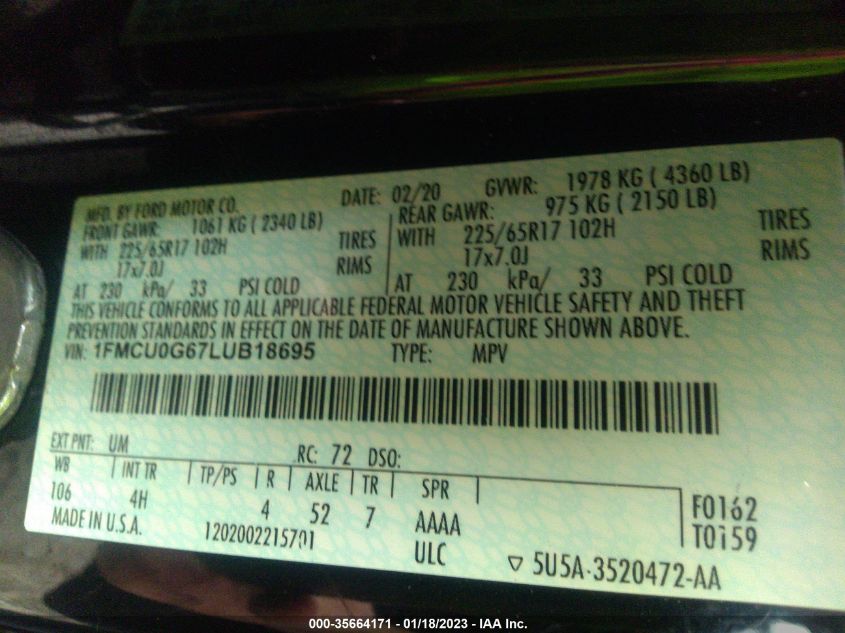 MFD. BY FORD MOTOR CO. DATE: 02/20 GVWR: 1978 KG ( 4360 LB)
FRONT GAWR: 1061 KG ( 2340 LB) REAR GAWR: 975 KG ( 2150 LB)
WITH 225/65R17 102H TIRES WITH 225/65R17 102H TIRES
17x7.0J RIMS 17x7.0J RIMS
AT 230 kPa/ 33 PSI COLD AT 230 kPa/ 33 PSI COLD
THIS VEHICLE CONFORMS TO ALL APPLICABLE FEDERAL MOTOR VEHICLE SAFETY AND THEFT
PREVENTION STANDARDS IN EFFECT ON THE DATE OF MANUFACTURE SHOWN ABOVE.
VIN: 1FMCU0G67LUB18695 TYPE: MPV
EXT PNT: UM RC: 72 DSO:
WB INT TR TP/PS R AXLE TR SPR
106 4H 4 52 7 AAAA F0162
MADE IN U.S.A. 1202002215701 ULC T0159
5U5A-3520472-AA
000-35664171 - 01/18/2023 - IAA Inc.